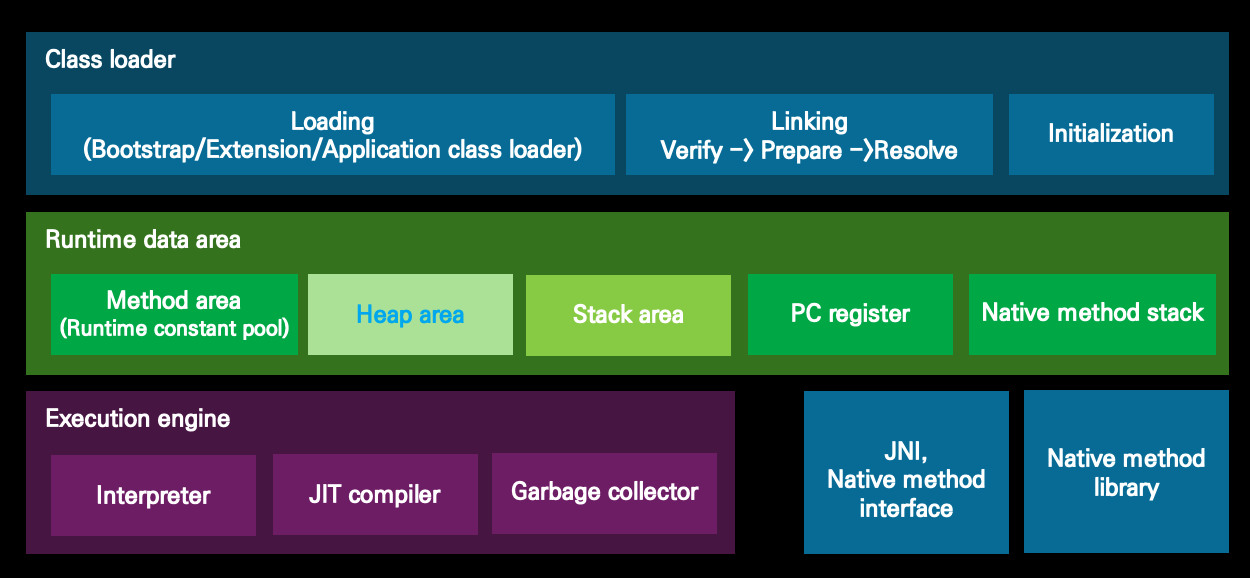 Class loader
Loading
(Bootstrap/Extension/Application class loader)
Linking
Verify –> Prepare –>Resolve
Initialization
Runtime data area
Method area
(Runtime constant pool)
Heap area
Stack area
PC register
Native method stack
Execution engine
Interpreter
JIT compiler
Garbage collector
JNI,
Native method
interface
Native method
library